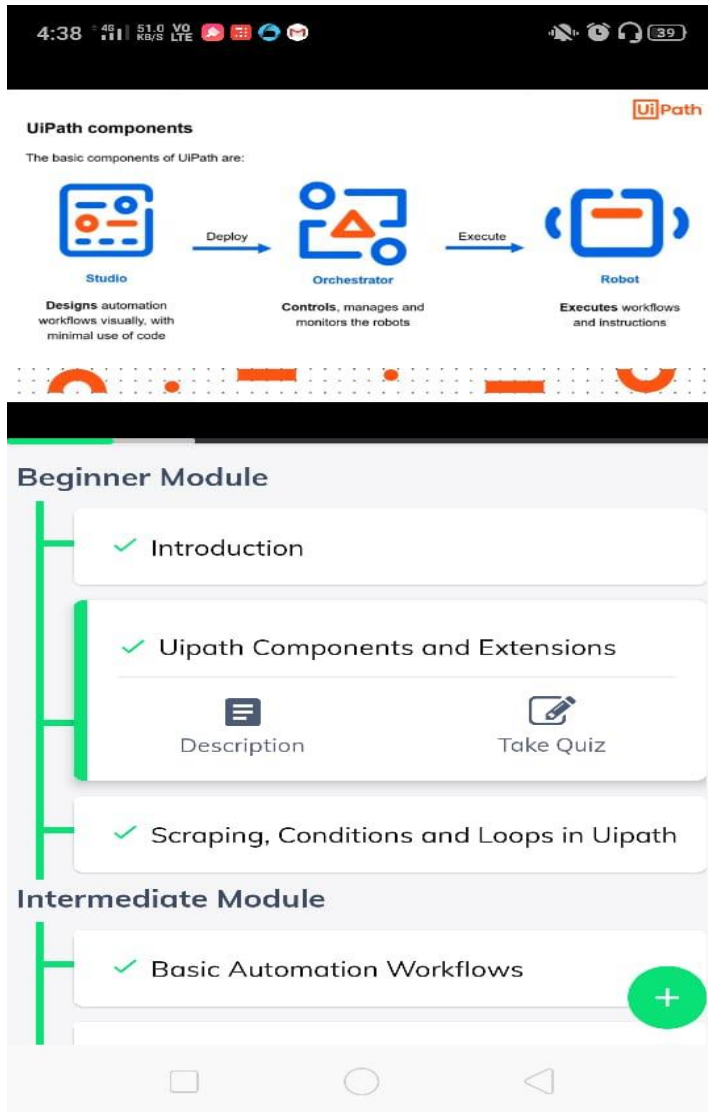 4:38 4G 51.0 KB/S VO LTE 39
UiPath
UiPath components
The basic components of UiPath are:
Deploy
Execute
Studio
Orchestrator
Robot
Designs automation
workflows visually, with
minimal use of code
Controls, manages and
monitors the robots
Executes workflows
and instructions
Beginner Module
Introduction
Uipath Components and Extensions
Description
Take Quiz
Scraping, Conditions and Loops in Uipath
Intermediate Module
Basic Automation Workflows
+